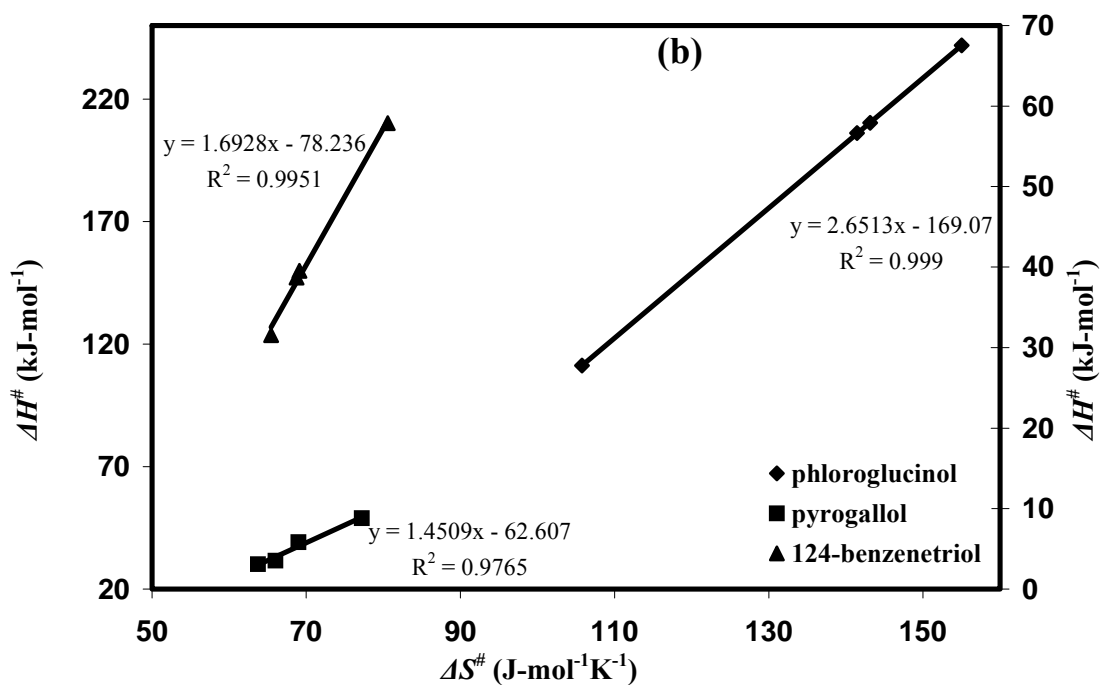 (b)
220
170
120
70
20
70
60
50
40
30
20
10
0
ΔH# (kJ-mol-1)
ΔH# (kJ-mol-1)
y = 1.6928x - 78.236
R2 = 0.9951
y = 2.6513x - 169.07
R2 = 0.999
y = 1.4509x - 62.607
R2 = 0.9765
phloroglucinol
pyrogallol
124-benzenetriol
50 70 90 110 130 150
ΔS# (J-mol-1K-1)